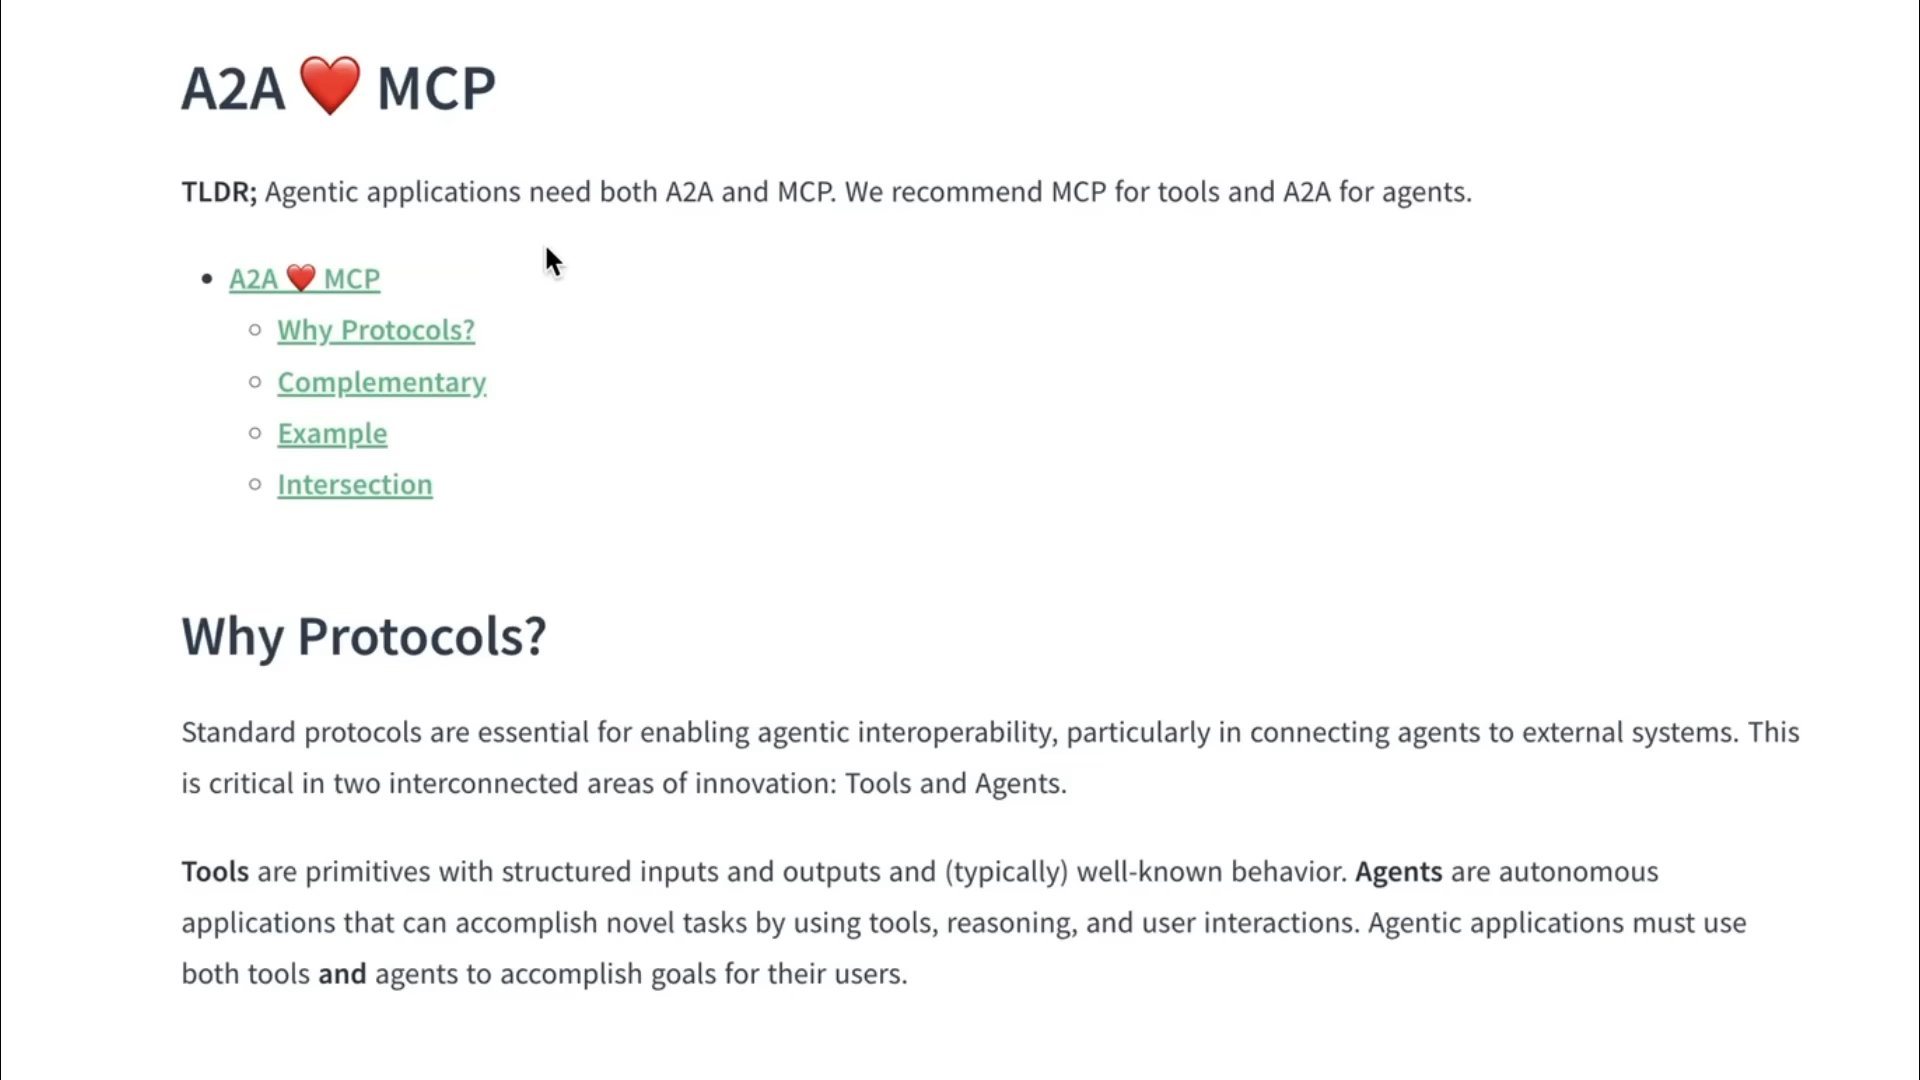 A2A ❤️ MCP
TLDR; Agentic applications need both A2A and MCP. We recommend MCP for tools and A2A for agents.
A2A ❤️ MCP
Why Protocols?
Complementary
Example
Intersection
Why Protocols?
Standard protocols are essential for enabling agentic interoperability, particularly in connecting agents to external systems. This
is critical in two interconnected areas of innovation: Tools and Agents.
Tools are primitives with structured inputs and outputs and (typically) well-known behavior. Agents are autonomous
applications that can accomplish novel tasks by using tools, reasoning, and user interactions. Agentic applications must use
both tools and agents to accomplish goals for their users.